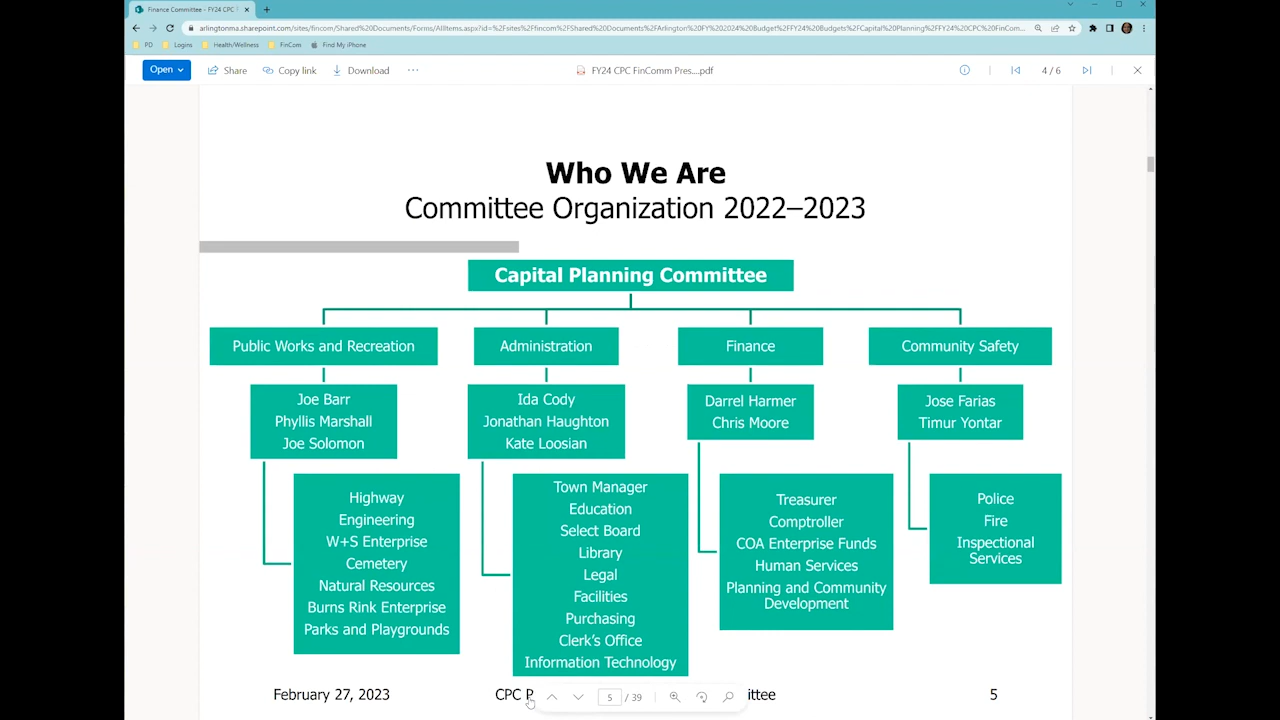 Finance Committee - FY24 CPC F
arlingtonma.sharepoint.com/sites/fincom/Shared%20Documents/Forms/AllItems.aspx?id=%2Fsites%2Ffincom%2FShared%20Documents%2FArlington%20FY%202024%20Budget%2FFY24%20Budgets%2FCapital%20Planning%2FFY24%20CPC%20FinCom...
PD Logins Health/Wellness FinCom Find My iPhone
Open Share Copy link Download ... FY24 CPC FinComm Pres....pdf 4 / 6
Who We Are
Committee Organization 2022–2023
Capital Planning Committee
Public Works and Recreation
Joe Barr
Phyllis Marshall
Joe Solomon
Highway
Engineering
W+S Enterprise
Cemetery
Natural Resources
Burns Rink Enterprise
Parks and Playgrounds
Administration
Ida Cody
Jonathan Haughton
Kate Loosian
Town Manager
Education
Select Board
Library
Legal
Facilities
Purchasing
Clerk's Office
Information Technology
Finance
Darrel Harmer
Chris Moore
Treasurer
Comptroller
COA Enterprise Funds
Human Services
Planning and Community
Development
Community Safety
Jose Farias
Timur Yontar
Police
Fire
Inspectional
Services
February 27, 2023 CPC P ittee 5
5 / 39